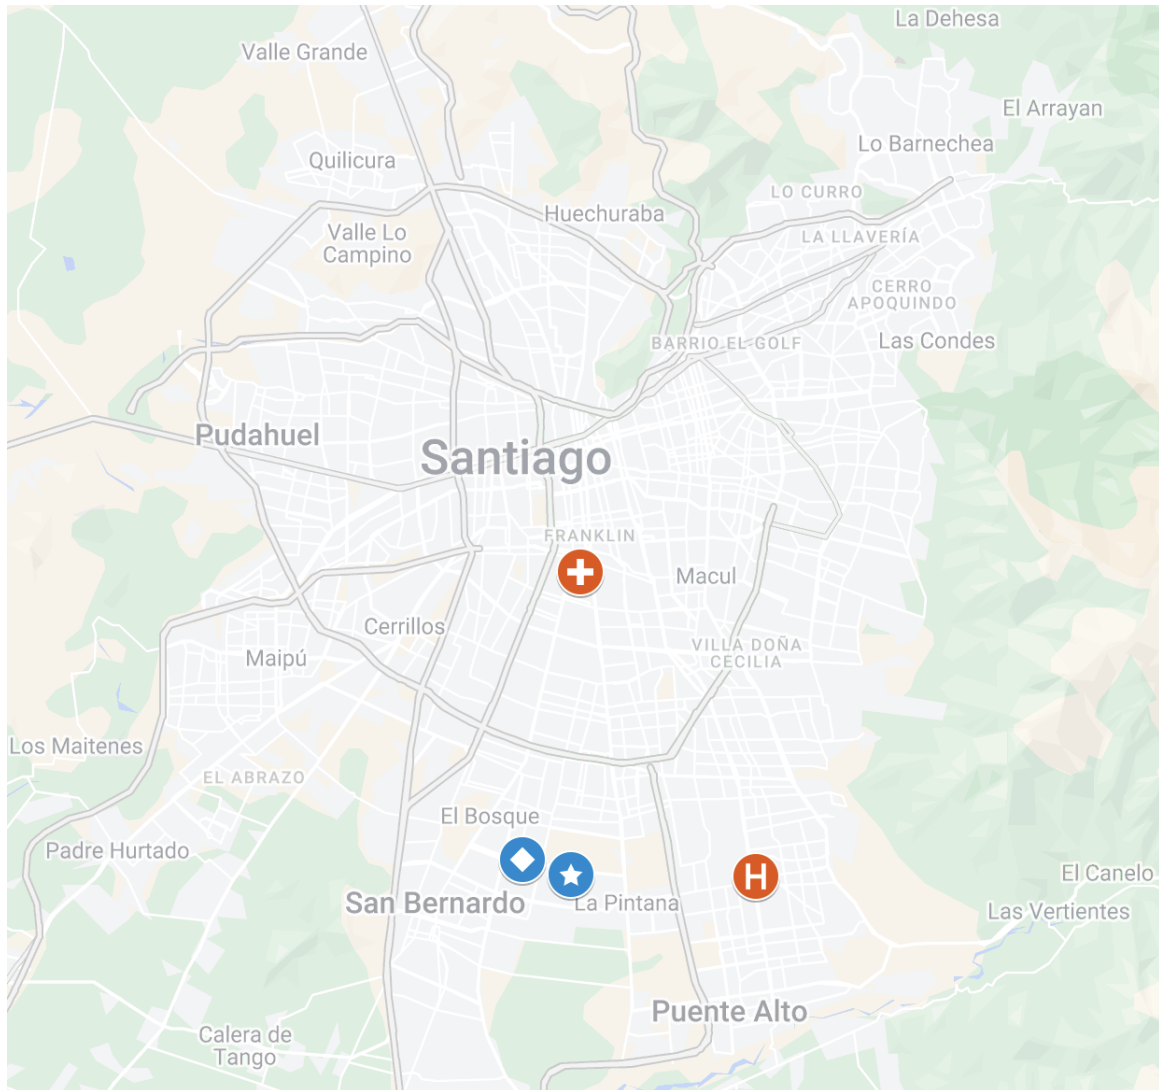 La Dehesa
Valle Grande
El Arrayan
Lo Barnechea
Quilicura
LO CURRO
Huechuraba
Valle Lo
Campino
LA LLAVERÍA
CERRO
APOQUINDO
BARRIO EL GOLF
Las Condes
Pudahuel
Santiago
FRANKLIN
Macul
Cerrillos
VILLA DOÑA
CECILIA
Maipú
Los Maitenes
EL ABRAZO
El Bosque
Padre Hurtado
H
El Canelo
San Bernardo
La Pintana
Las Vertientes
Puente Alto
Calera de
Tango